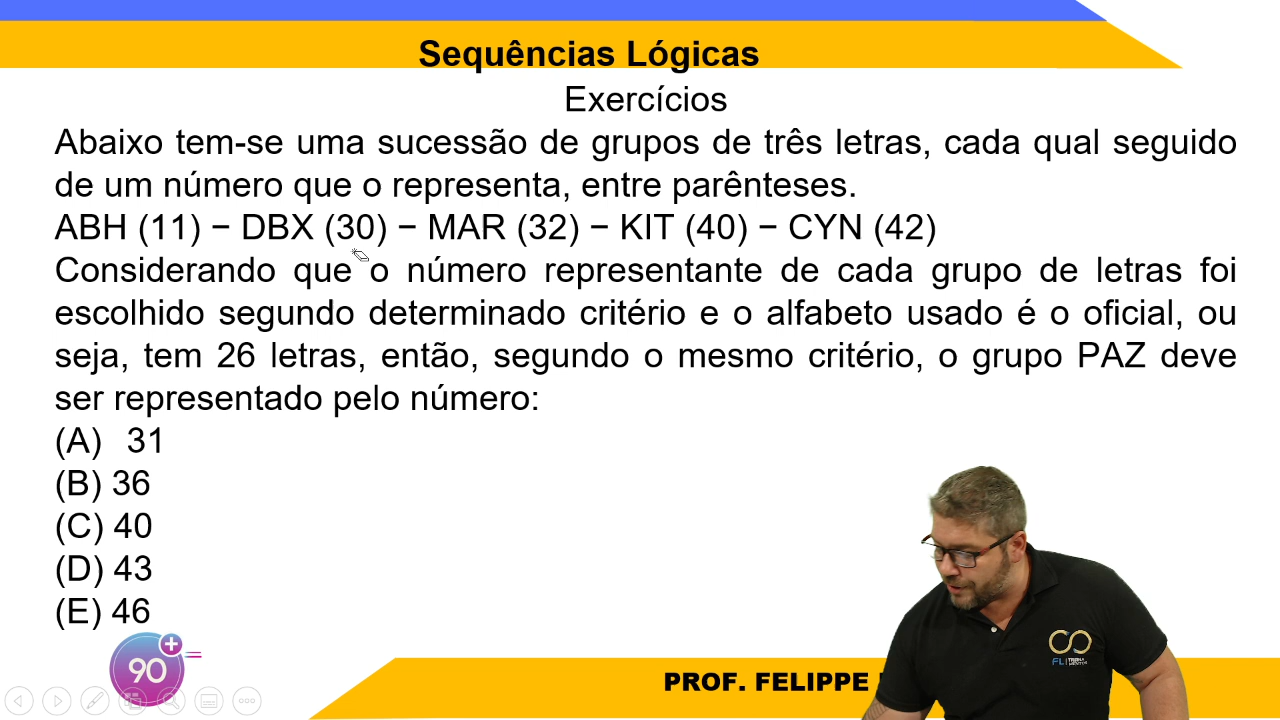 Sequências Lógicas
Exercícios
Abaixo tem-se uma sucessão de grupos de três letras, cada qual seguido
de um número que o representa, entre parênteses.
ABH (11) − DBX (30) − MAR (32) − KIT (40) − CYN (42)
Considerando que o número representante de cada grupo de letras foi
escolhido segundo determinado critério e o alfabeto usado é o oficial, ou
seja, tem 26 letras, então, segundo o mesmo critério, o grupo PAZ deve
ser representado pelo número:
(A) 31
(B) 36
(C) 40
(D) 43
(E) 46
90+
PROF. FELIPPE